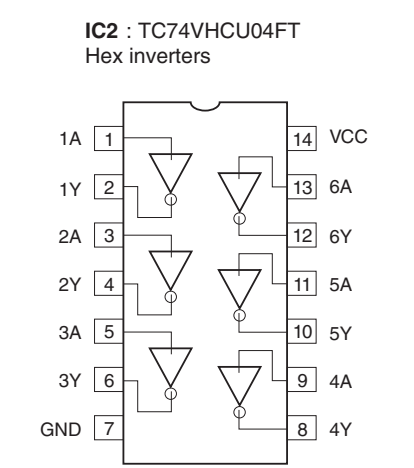 IC2 : TC74VHCU04FT
Hex inverters
1A 1 14 VCC
1Y 2 13 6A
2A 3 12 6Y
2Y 4 11 5A
3A 5 10 5Y
3Y 6 9 4A
GND 7 8 4Y